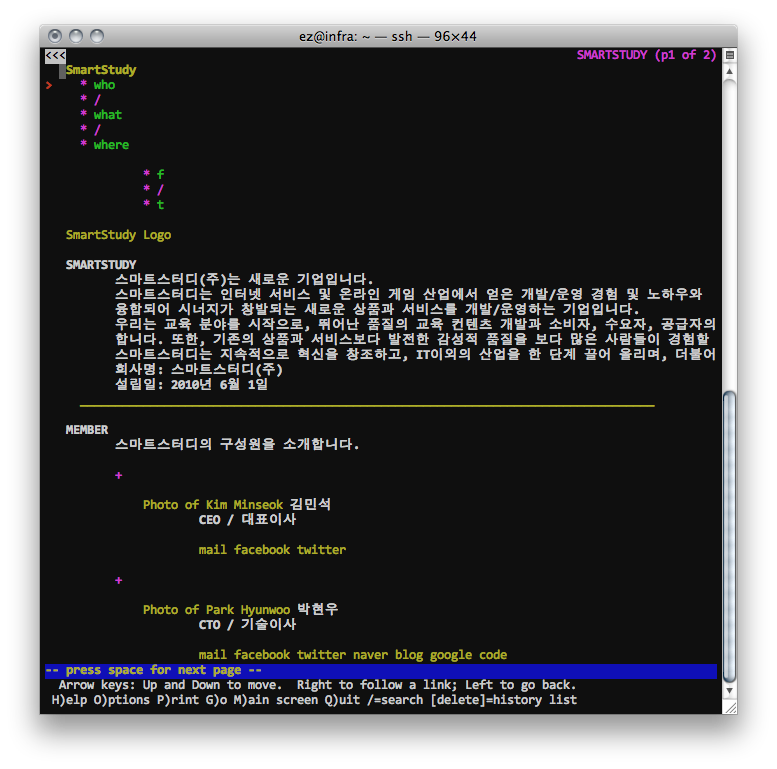 ez@infra: ~ — ssh — 96×44
<<< SMARTSTUDY (p1 of 2)
SmartStudy
> * who
* /
* what
* /
* where
* f
* /
* t
SmartStudy Logo
SMARTSTUDY
스마트스터디(주)는 새로운 기업입니다.
스마트스터디는 인터넷 서비스 및 온라인 게임 산업에서 얻은 개발/운영 경험 및 노하우와
융합되어 시너지가 창발되는 새로운 상품과 서비스를 개발/운영하는 기업입니다.
우리는 교육 분야를 시작으로, 뛰어난 품질의 교육 컨텐츠 개발과 소비자, 수요자, 공급자의
합니다. 또한, 기존의 상품과 서비스보다 발전한 감성적 품질을 보다 많은 사람들이 경험할
스마트스터디는 지속적으로 혁신을 창조하고, IT이외의 산업을 한 단계 끌어 올리며, 더불어
회사명: 스마트스터디(주)
설립일: 2010년 6월 1일
MEMBER
스마트스터디의 구성원을 소개합니다.
+
Photo of Kim Minseok 김민석
CEO / 대표이사
mail facebook twitter
+
Photo of Park Hyunwoo 박현우
CTO / 기술이사
mail facebook twitter naver blog google code
-- press space for next page --
Arrow keys: Up and Down to move. Right to follow a link; Left to go back.
H)elp O)ptions P)rint G)o M)ain screen Q)uit /=search [delete]=history list